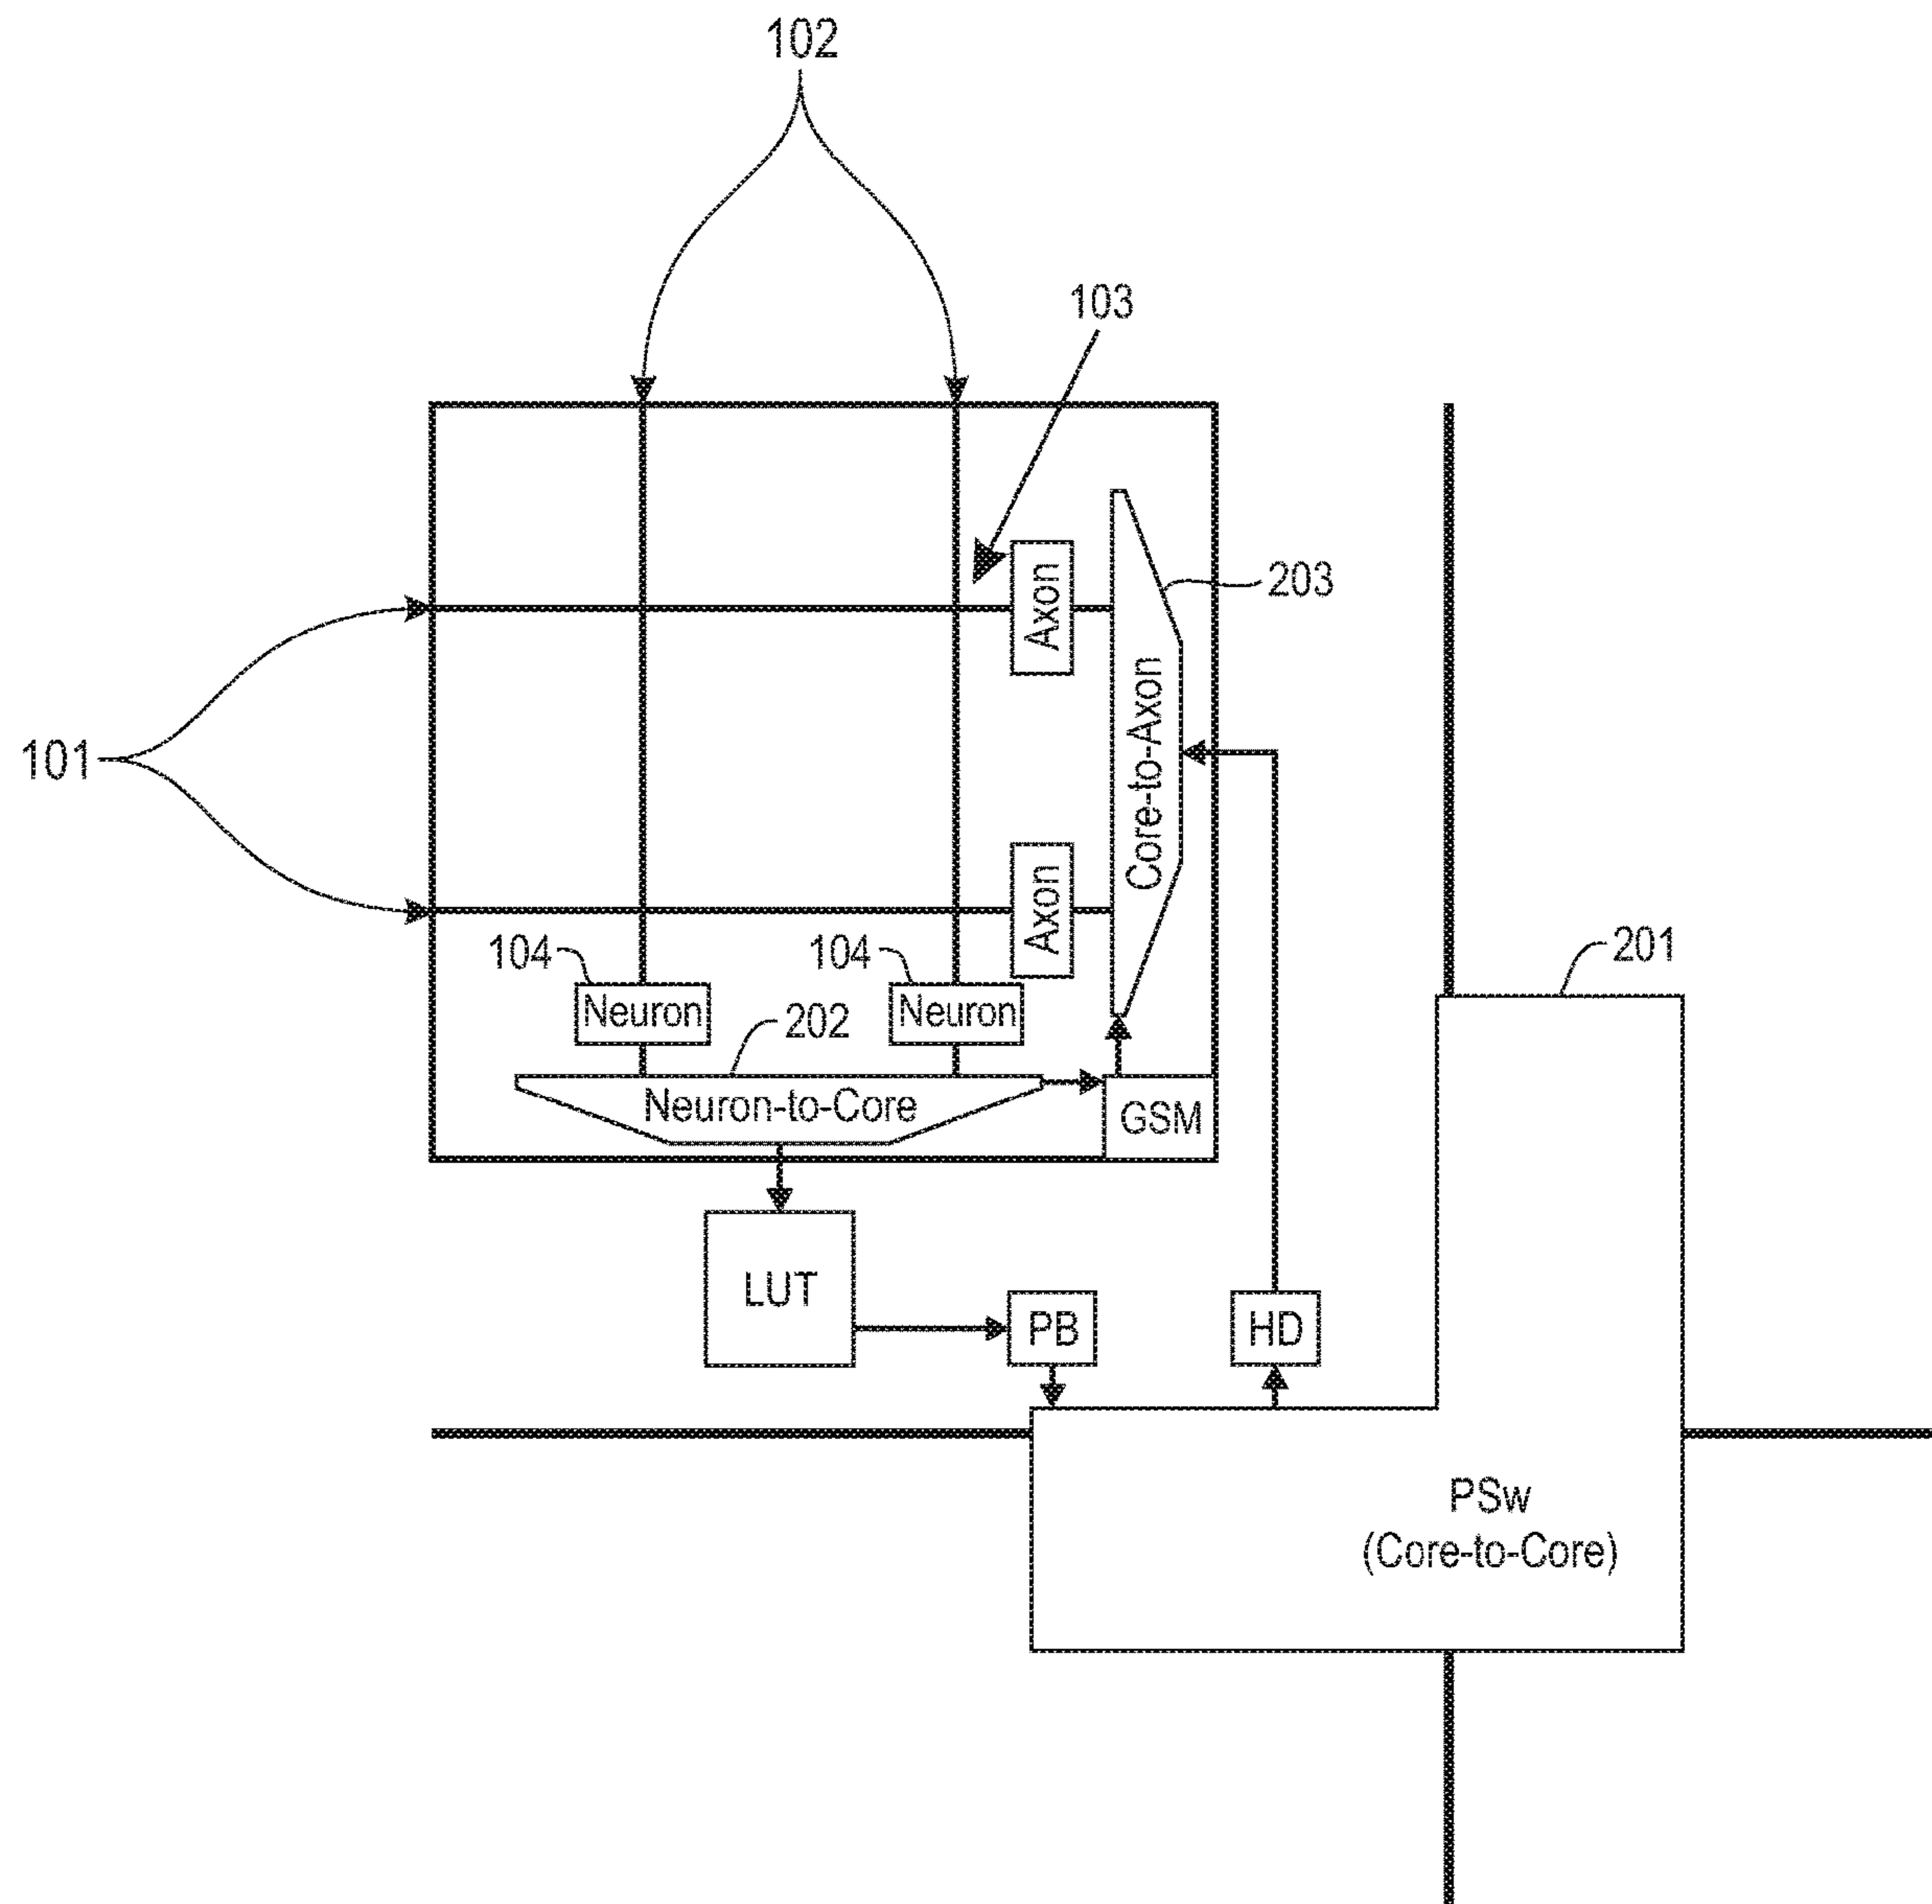 102
103
Axon
203
Core-to-Axon
101
Axon
104
104
201
Neuron
Neuron
202
Neuron-to-Core
GSM
LUT
PB
HD
PSw
(Core-to-Core)